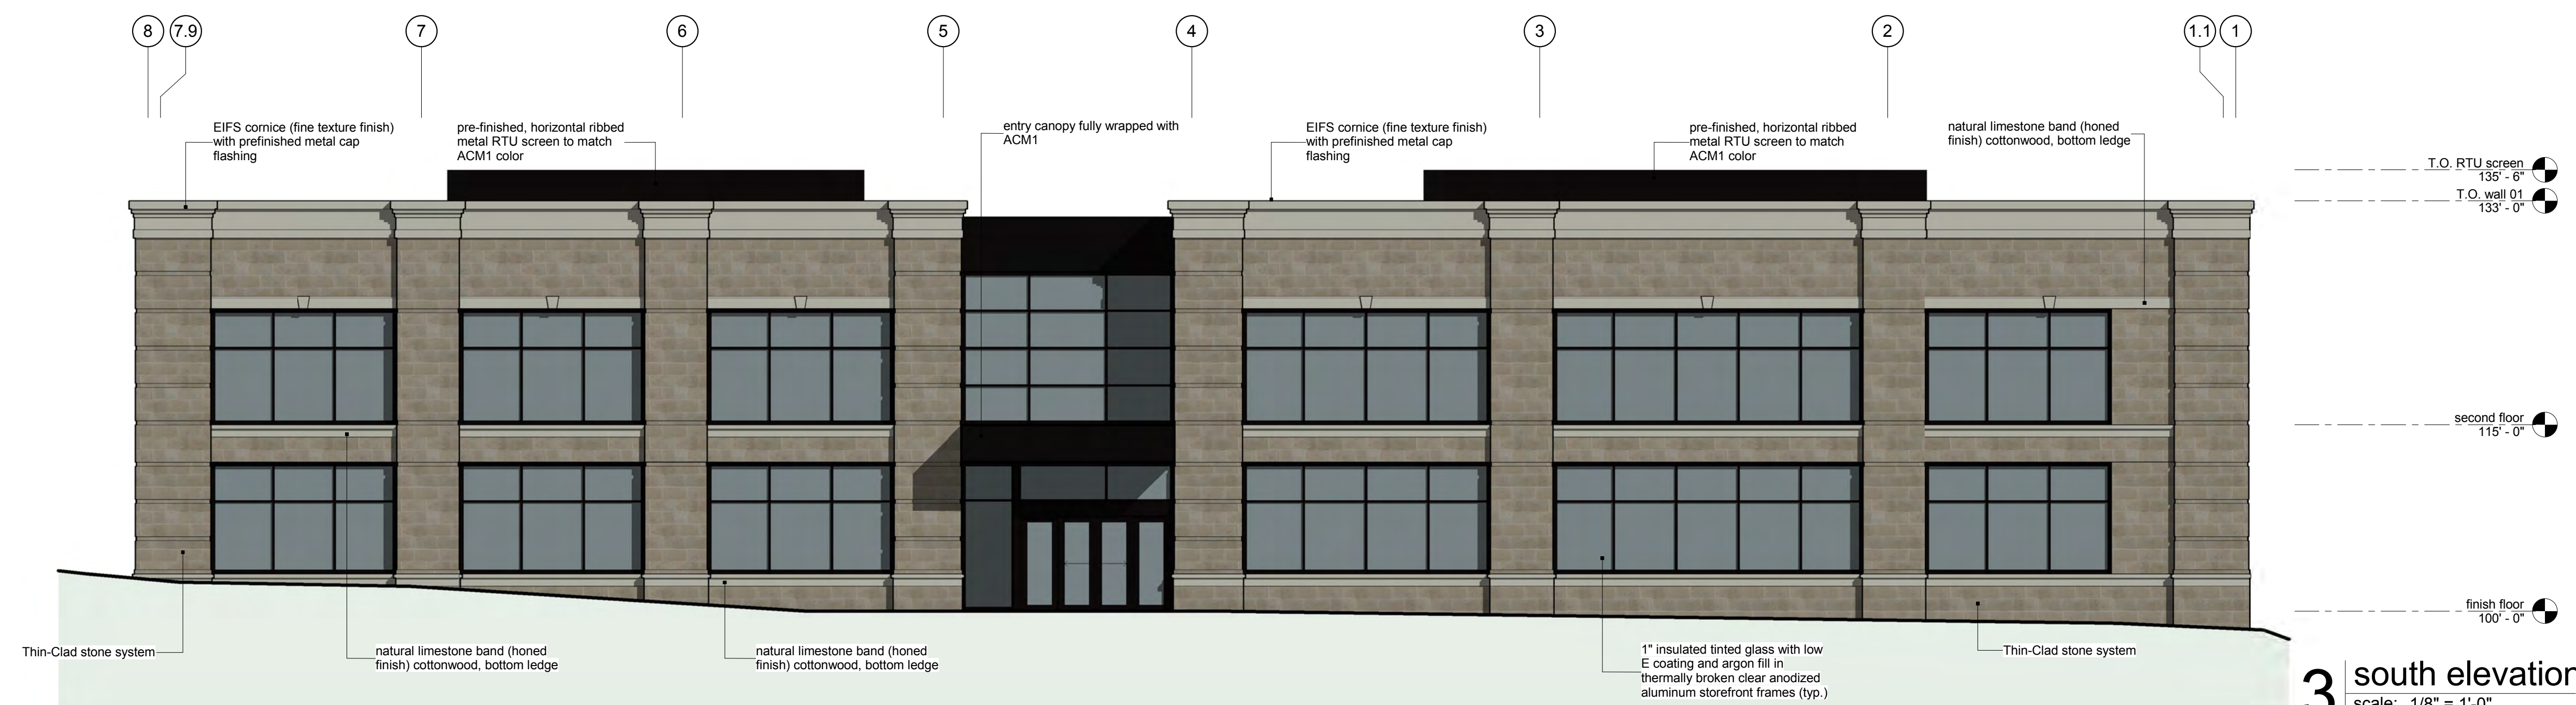 8
7.9
7
6
5
4
3
2
1.1
1
EIFS cornice (fine texture finish)
with prefinished metal cap
flashing
pre-finished, horizontal ribbed
metal RTU screen to match
ACM1 color
entry canopy fully wrapped with
ACM1
EIFS cornice (fine texture finish)
with prefinished metal cap
flashing
pre-finished, horizontal ribbed
metal RTU screen to match
ACM1 color
natural limestone band (honed
finish) cottonwood, bottom ledge
T.O. RTU screen
135' - 6"
T.O. wall 01
133' - 0"
second floor
115' - 0"
finish floor
100' - 0"
Thin-Clad stone system
natural limestone band (honed
finish) cottonwood, bottom ledge
natural limestone band (honed
finish) cottonwood, bottom ledge
1" insulated tinted glass with low
E coating and argon fill in
thermally broken clear anodized
aluminum storefront frames (typ.)
Thin-Clad stone system
3
south elevation
scale: 1/8" = 1'-0"